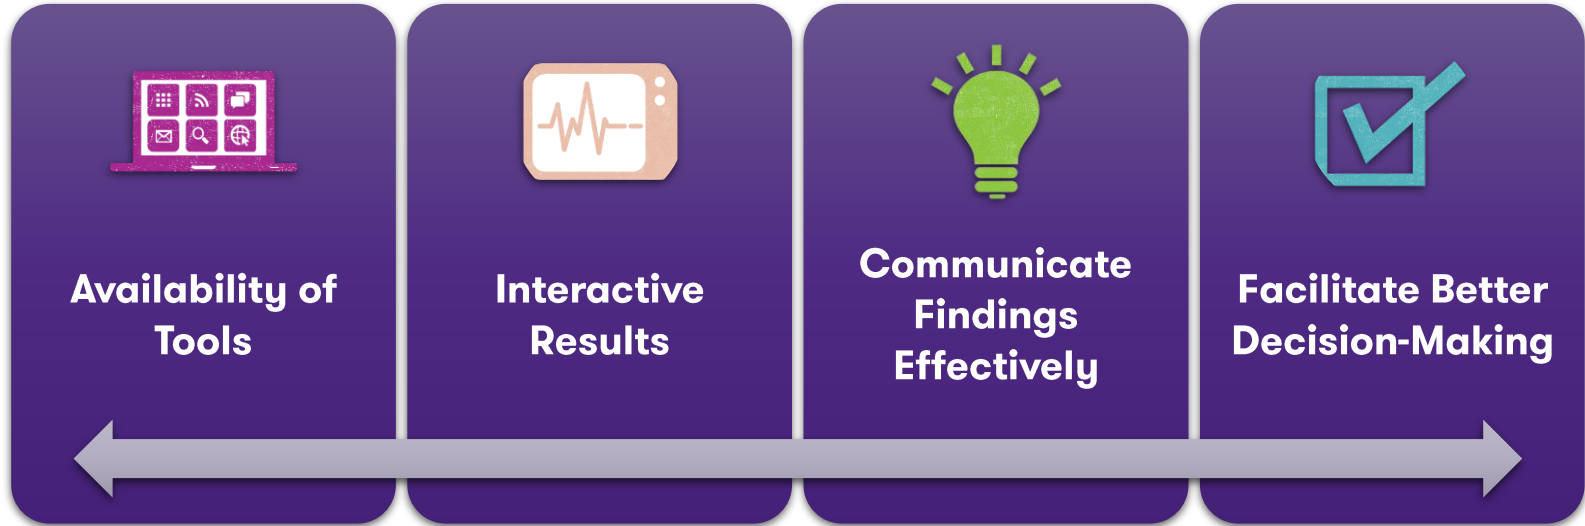 Availability of
Tools
Interactive
Results
Communicate
Findings
Effectively
Facilitate Better
Decision-Making